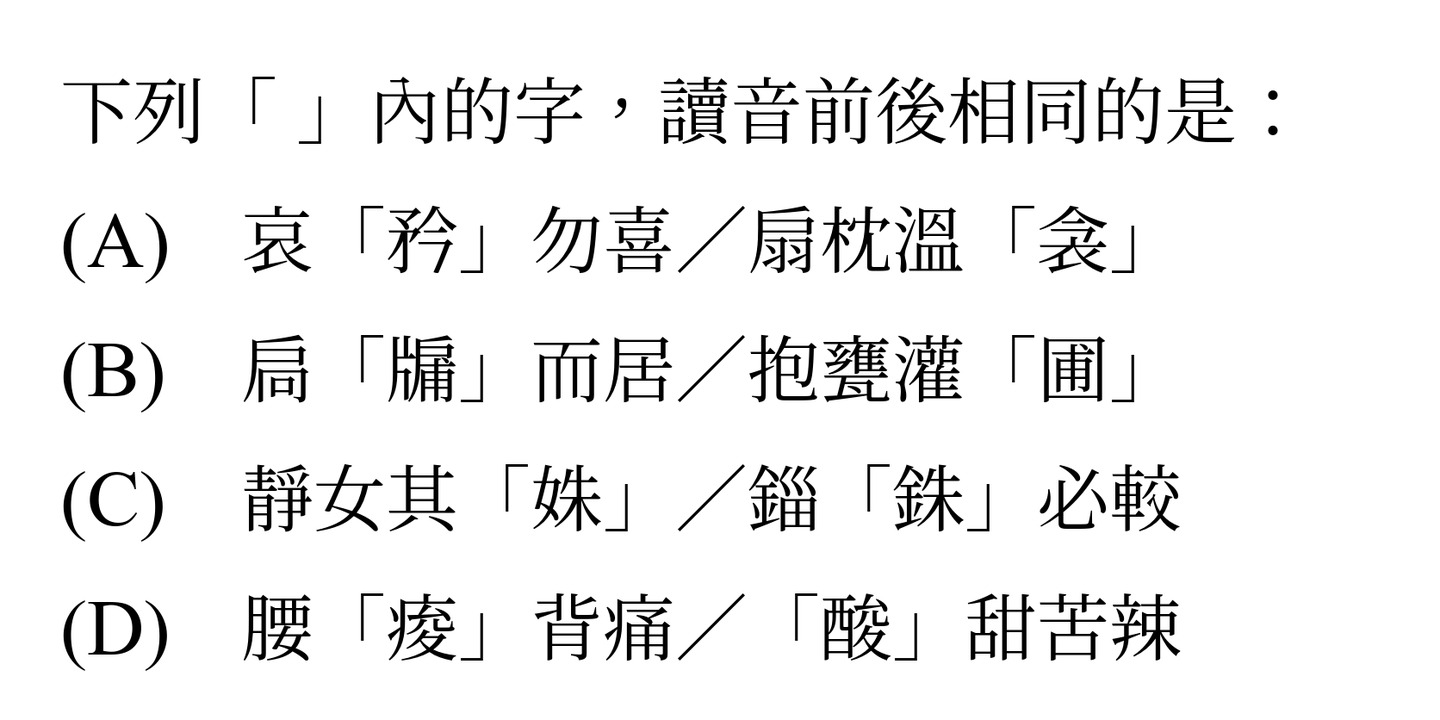 下列「 」內的字，讀音前後相同的是：
(A) 哀「矜」勿喜／扇枕溫「衾」
(B) 扃「牖」而居／抱甕灌「圃」
(C) 靜女其「姝」／錙「銖」必較
(D) 腰「痠」背痛／「酸」甜苦辣